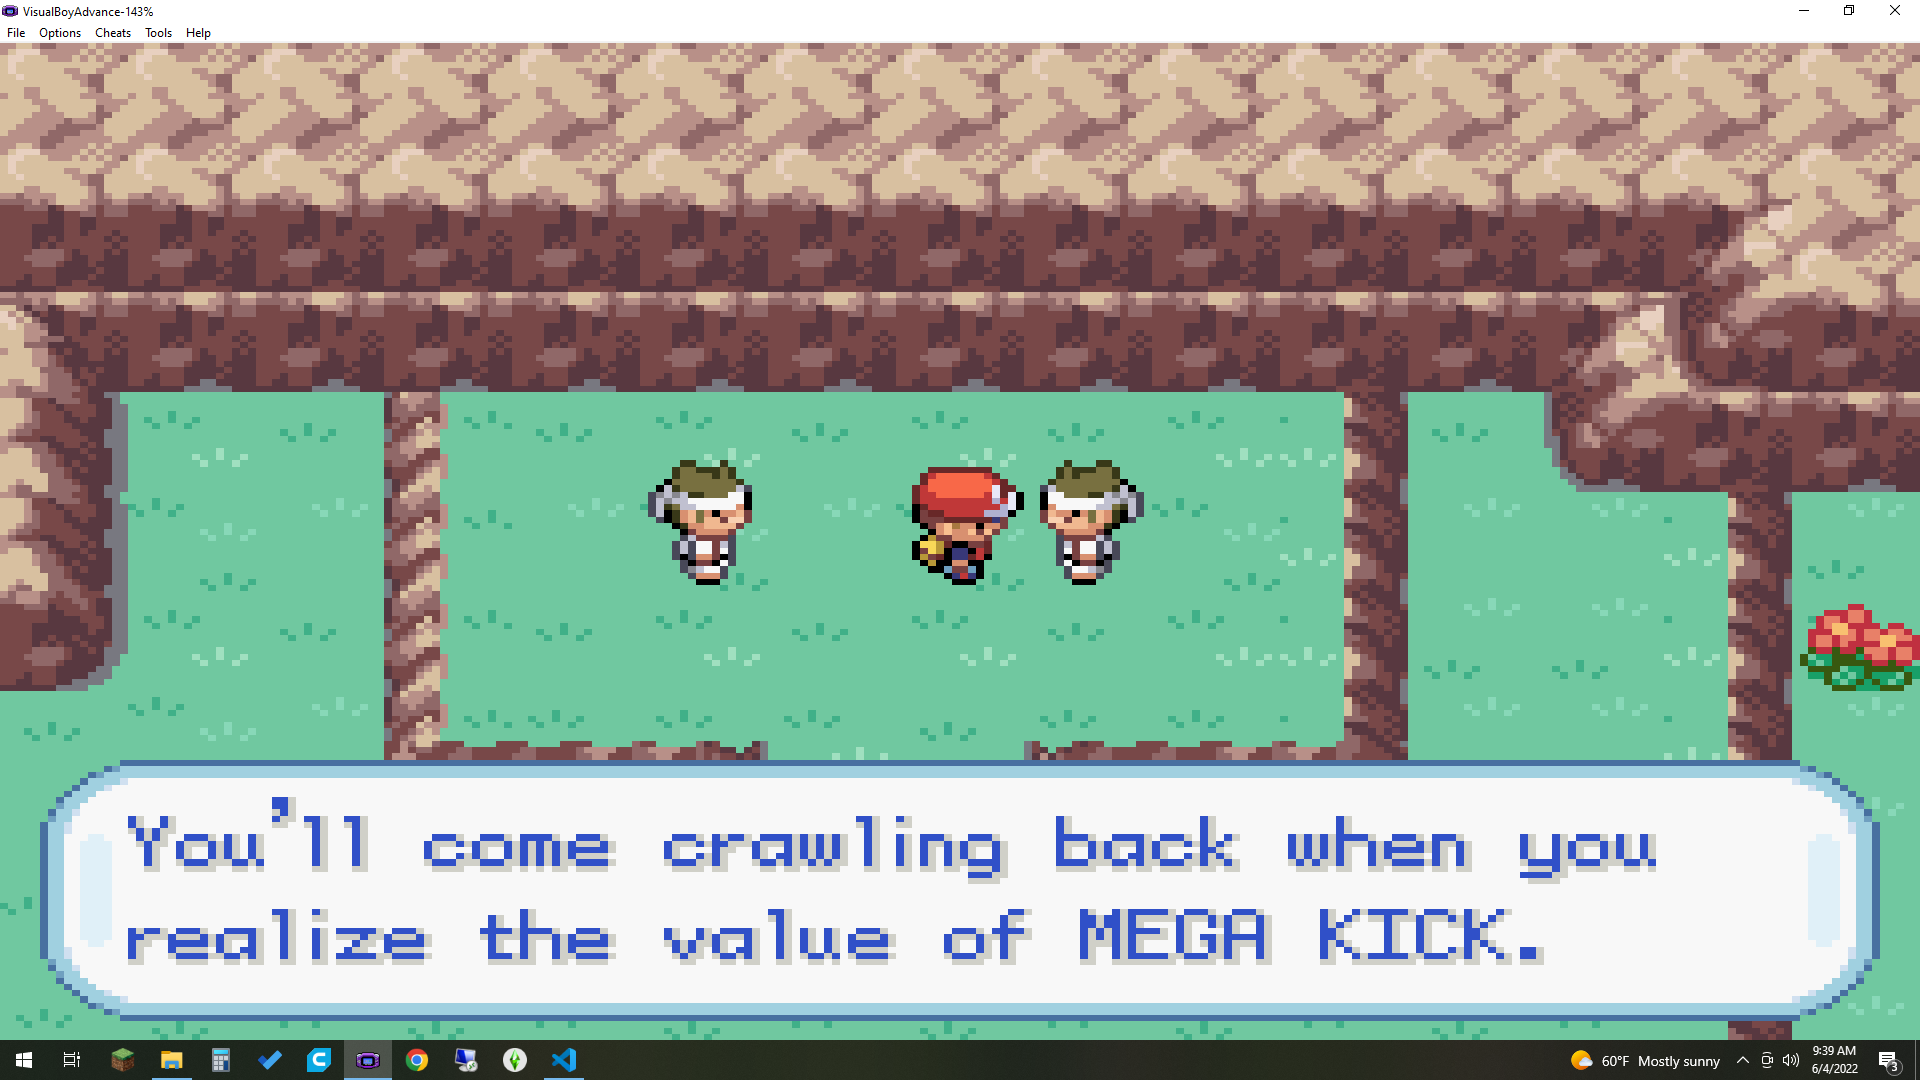 VisualBoyAdvance-143%
File Options Cheats Tools Help
You'll come crawling back when you
realize the value of MEGA KICK.
60°F Mostly sunny
9:39 AM
6/4/2022
3